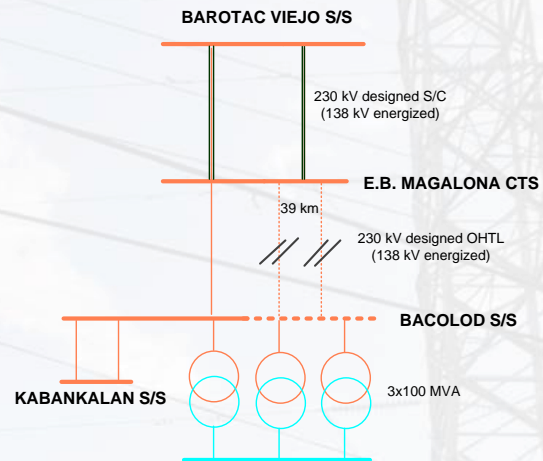 BAROTAC VIEJO S/S
230 kV designed S/C
(138 kV energized)
E.B. MAGALONA CTS
39 km
230 kV designed OHTL
(138 kV energized)
BACOLOD S/S
3x100 MVA
KABANKALAN S/S